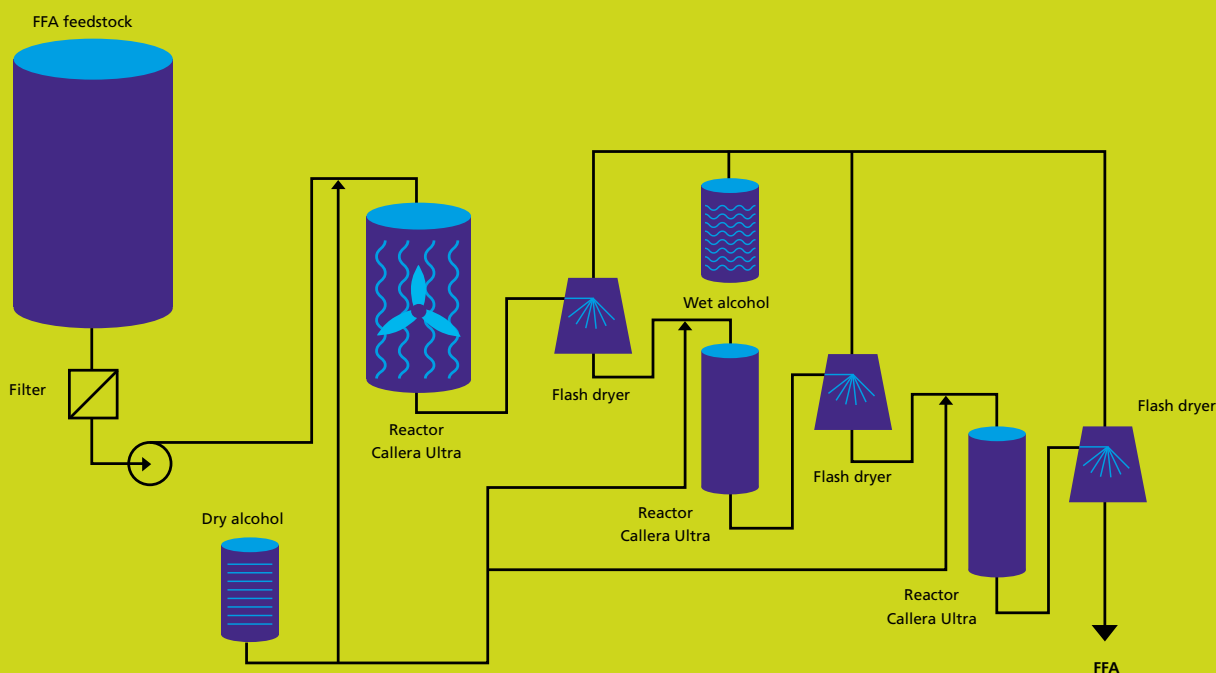 FFA feedstock
Filter
Dry alcohol
Reactor
Callera Ultra
Flash dryer
Wet alcohol
Reactor
Callera Ultra
Flash dryer
Reactor
Callera Ultra
Flash dryer
FFA